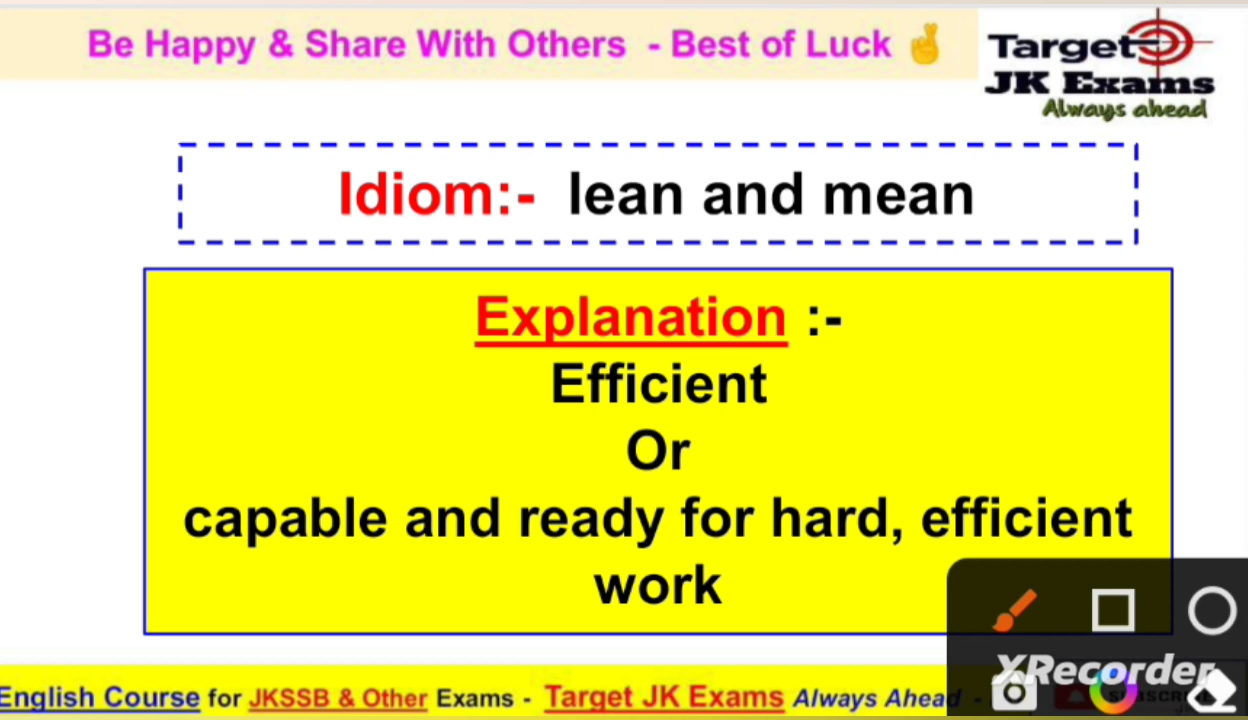 Be Happy & Share With Others - Best of Luck 🤞
Target
JK Exams
Always ahead
Idiom:- lean and mean
Explanation :-
Efficient
Or
capable and ready for hard, efficient
work
XRecorder
English Course for JKSSB & Other Exams - Target JK Exams Always Ahead -